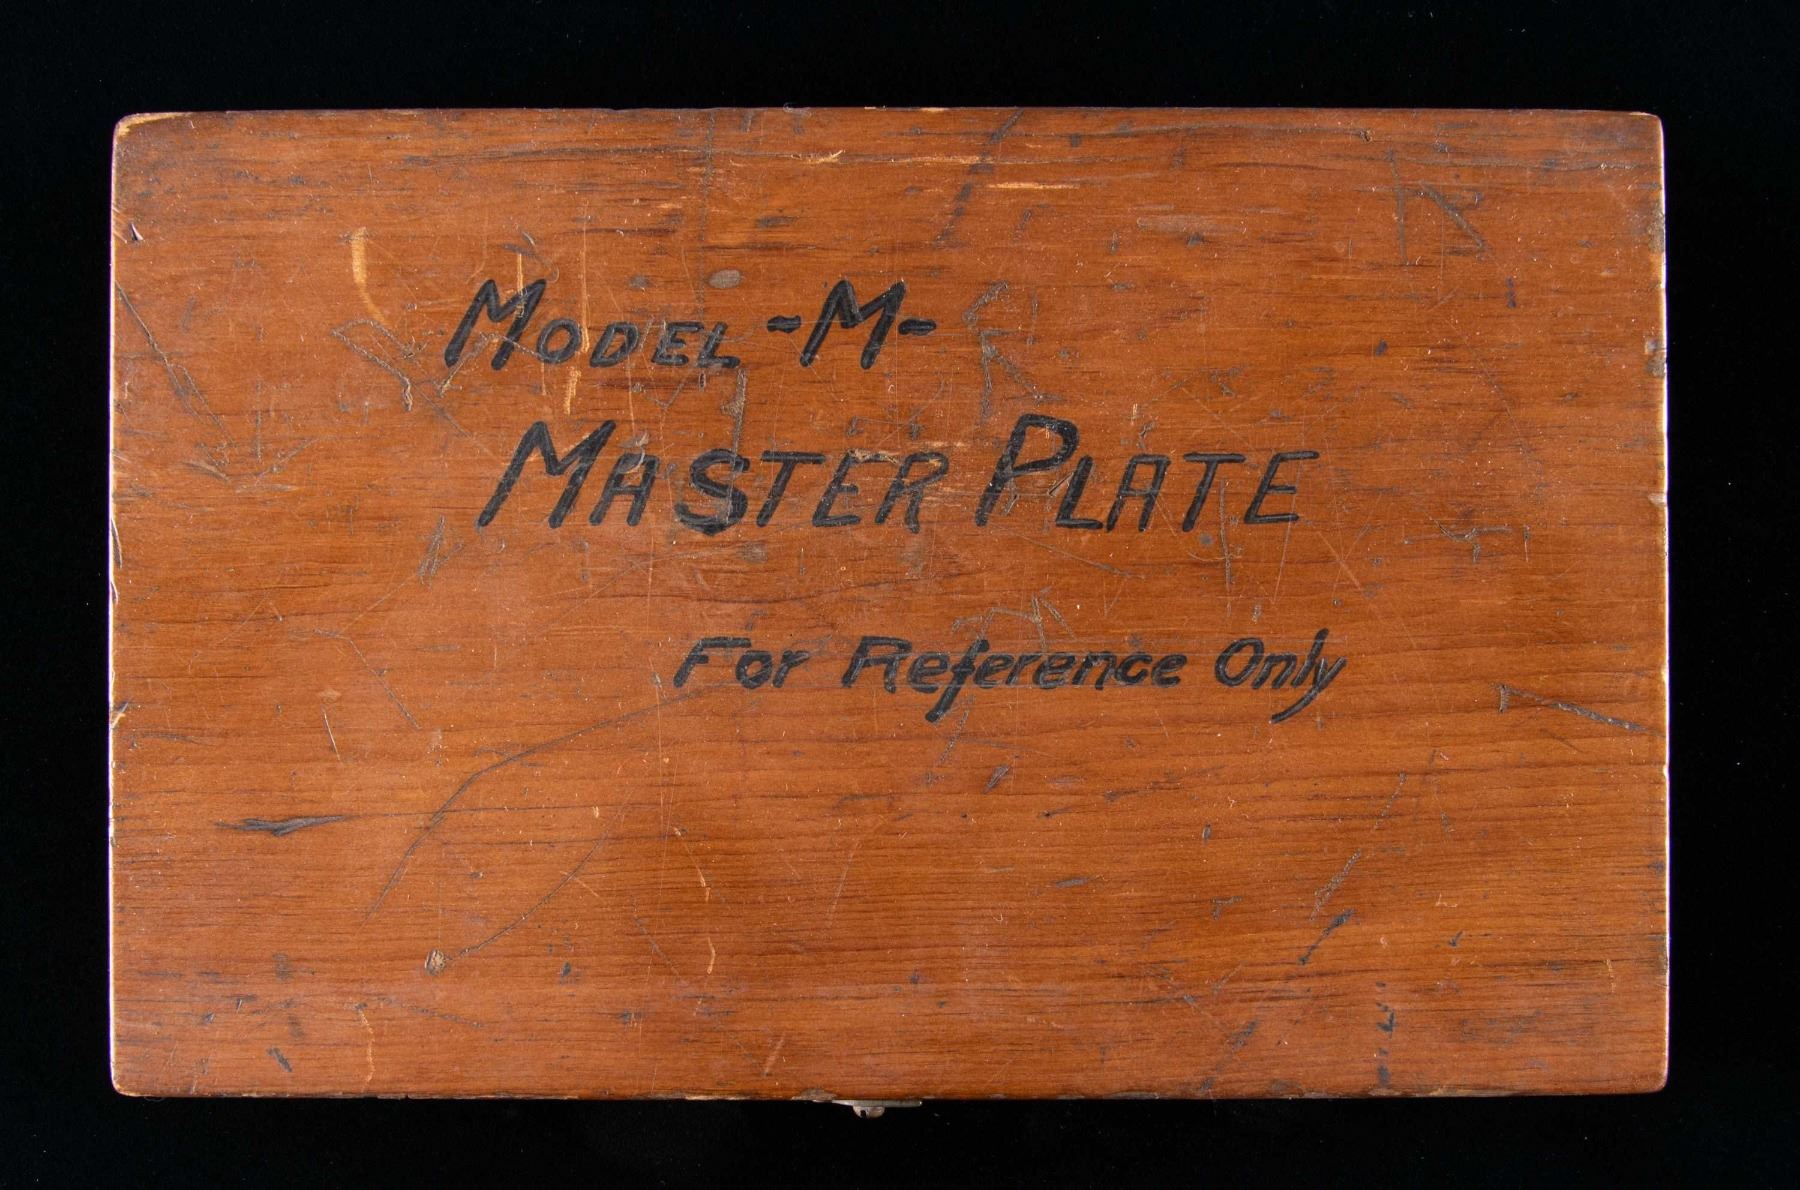 Model -M-
Master Plate
For Reference Only